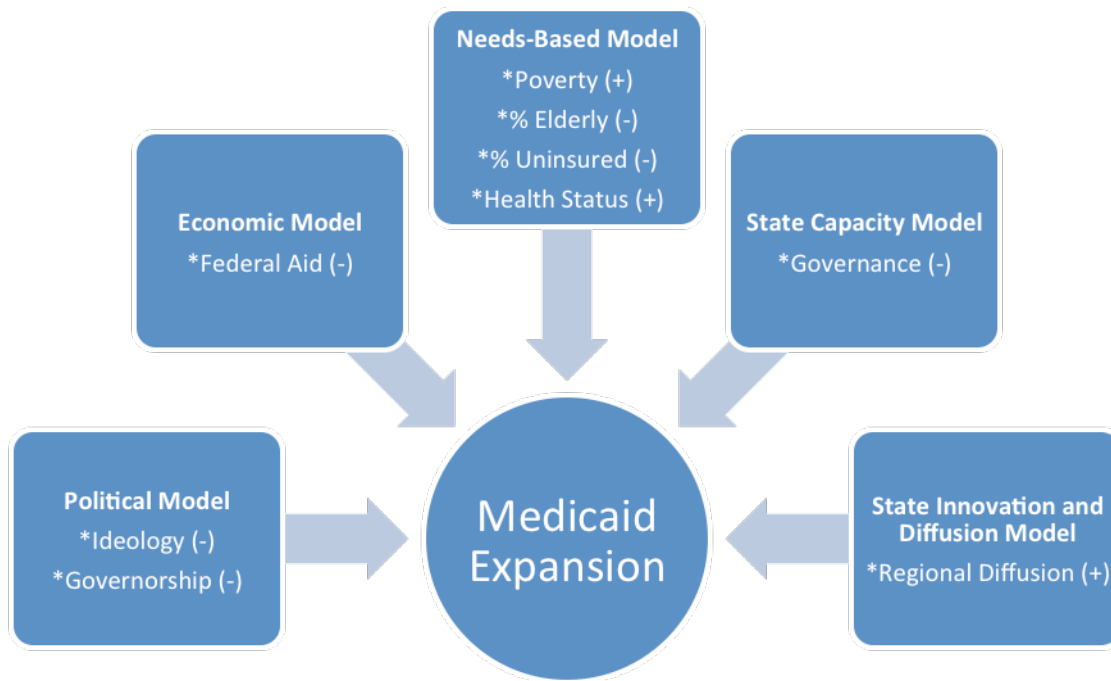 Needs-Based Model
*Poverty (+)
*% Elderly (-)
*% Uninsured (-)
*Health Status (+)
Economic Model
*Federal Aid (-)
State Capacity Model
*Governance (-)
Political Model
*Ideology (-)
*Governorship (-)
Medicaid
Expansion
State Innovation and
Diffusion Model
*Regional Diffusion (+)